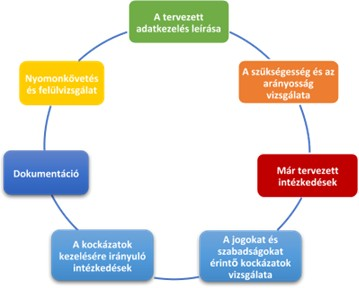 A tervezett
adatkezelés leírása
A szükségesség és az
arányosság
vizsgálata
Már tervezett
intézkedések
A jogokat és
szabadságokat
érintő kockázatok
vizsgálata
A kockázatok
kezelésére irányuló
intézkedések
Dokumentáció
Nyomonkövetés
és felülvizsgálat